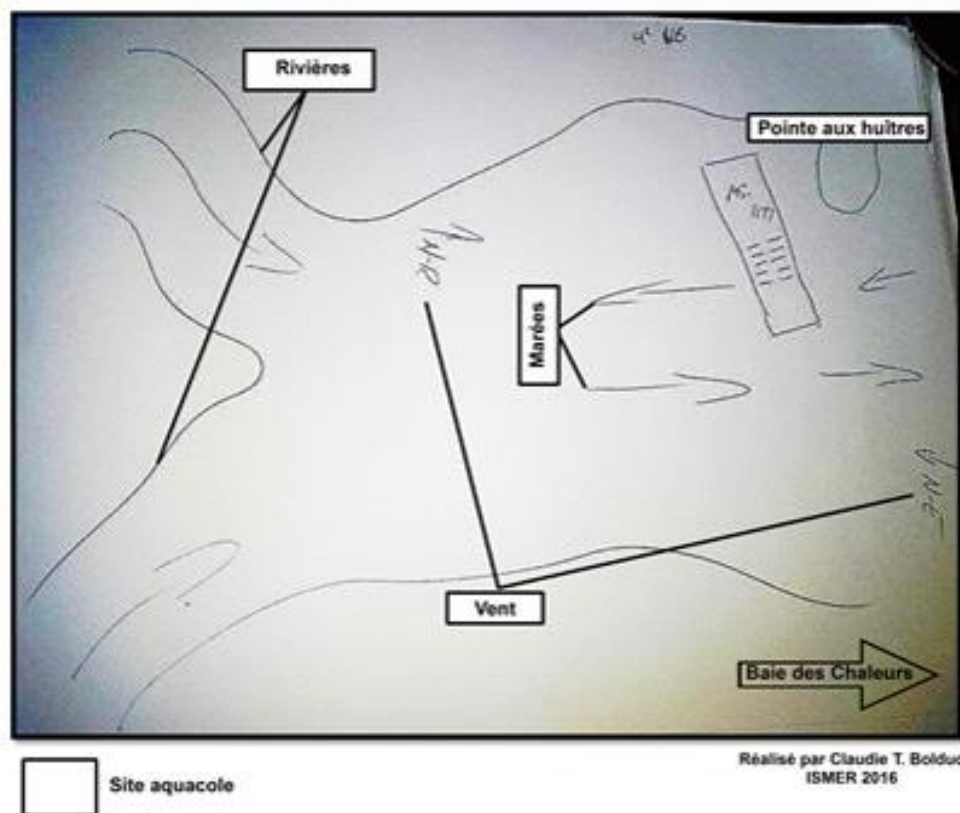 Rivières
Pointe aux huîtres
Marées
N-E
Vent
Baie des Chaleurs
Site aquacole
Réalisé par Claudie T. Bolduc
ISMER 2016